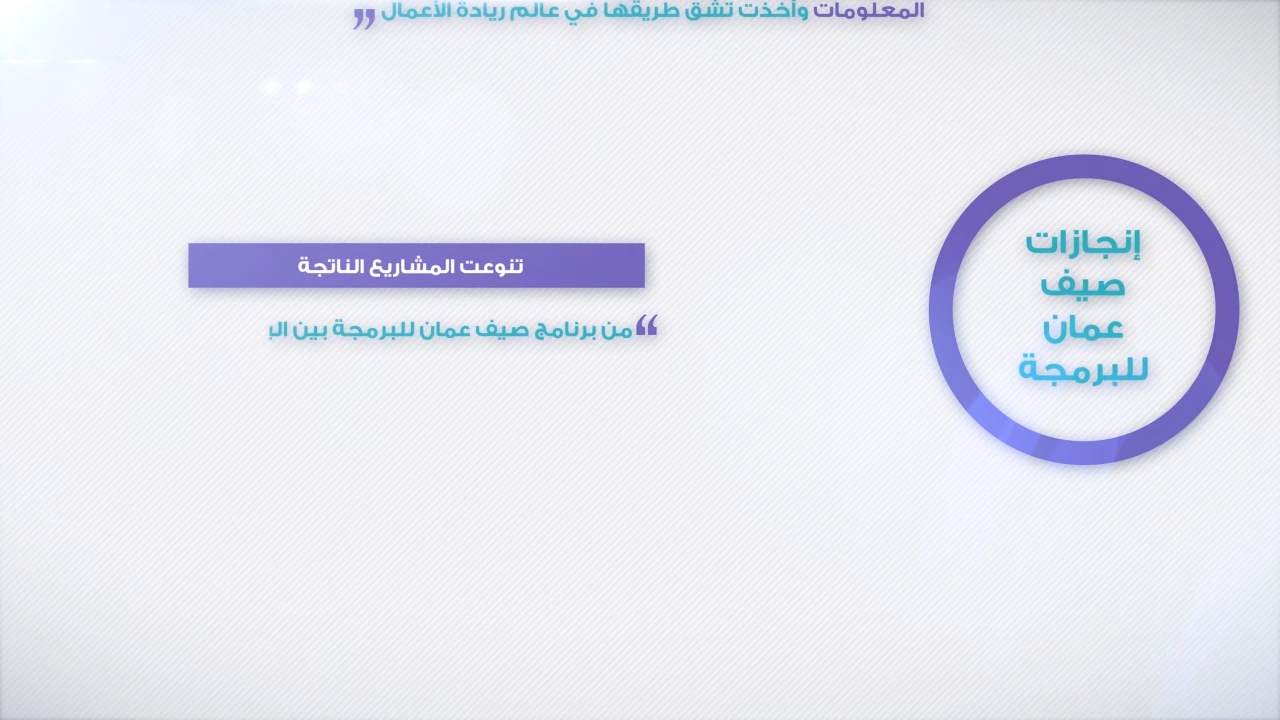 المعلومات وأخذت تشق طريقها في عالم ريادة الأعمال „
إنجازات
صيف
عمان
للبرمجة
تنوعت المشاريع الناتجة
“ من برنامج صيف عمان للبرمجة بين الب